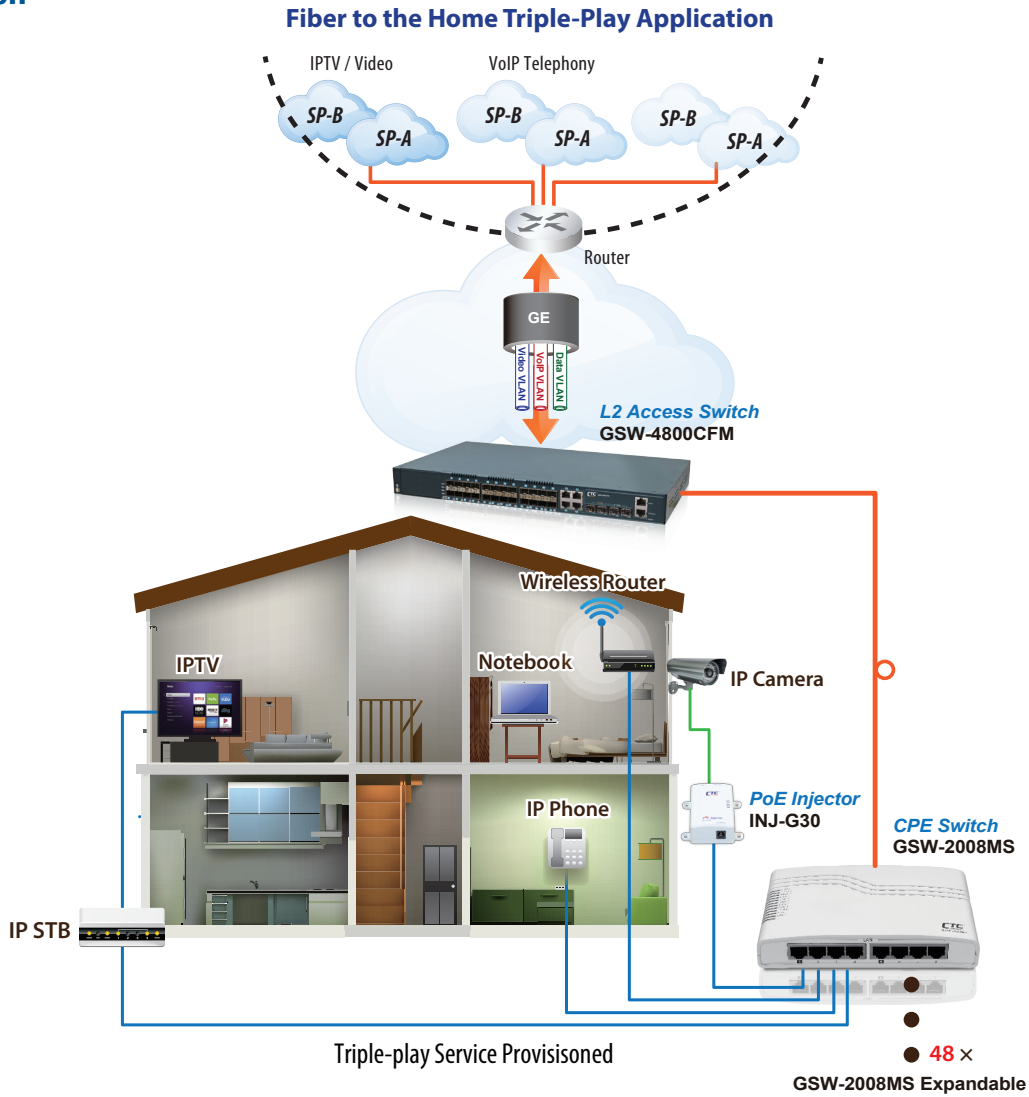 Fiber to the Home Triple-Play Application
IPTV / Video
VoIP Telephony
SP-B
SP-A
SP-B
SP-A
SP-B
SP-A
Router
GE
Video VLAN
VoIP VLAN
Data VLAN
L2 Access Switch
GSW-4800CFM
CTC
Wireless Router
IPTV
Notebook
IP Camera
IP Phone
CTC
PoE Injector
INJ-G30
CPE Switch
GSW-2008MS
IP STB
CTC
LAN
Triple-play Service Provisisoned
48 ×
GSW-2008MS Expandable